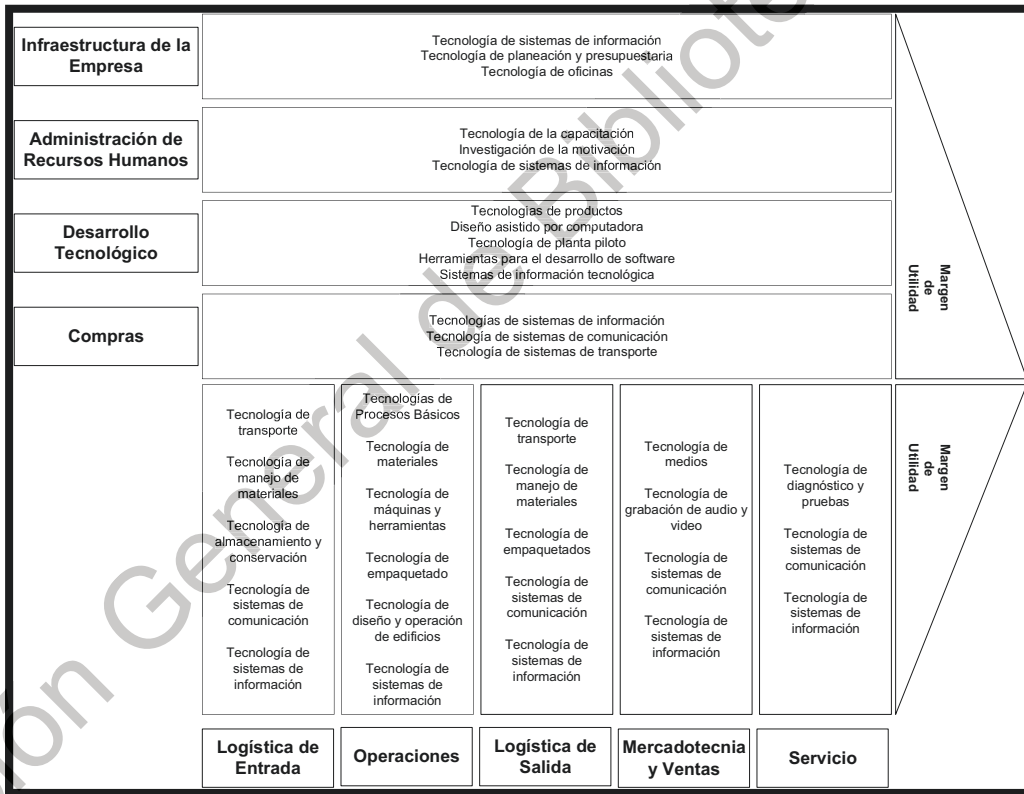 Infraestructura de la
Empresa
Tecnología de sistemas de información
Tecnología de planeación y presupuestaria
Tecnología de oficinas
Administración de
Recursos Humanos
Tecnología de la capacitación
Investigación de la motivación
Tecnología de sistemas de información
Desarrollo
Tecnológico
Tecnologías de productos
Diseño asistido por computadora
Tecnología de planta piloto
Herramientas para el desarrollo de software
Sistemas de información tecnológica
Compras
Tecnologías de sistemas de información
Tecnología de sistemas de comunicación
Tecnología de sistemas de transporte
Margen
de
Utilidad
Tecnología de
transporte
Tecnología de
manejo de
materiales
Tecnología de
almacenamiento y
conservación
Tecnología de
sistemas de
comunicación
Tecnología de
sistemas de
información
Tecnologías de
Procesos Básicos
Tecnología de
materiales
Tecnología de
máquinas y
herramientas
Tecnología de
empaquetado
Tecnología de
diseño y operación
de edificios
Tecnología de
sistemas de
información
Tecnología de
transporte
Tecnología de
manejo de
materiales
Tecnología de
empaquetados
Tecnología de
sistemas de
comunicación
Tecnología de
sistemas de
información
Tecnología de
medios
Tecnología de
grabación de audio y
video
Tecnología de
sistemas de
comunicación
Tecnología de
sistemas de
información
Tecnología de
diagnóstico y
pruebas
Tecnología de
sistemas de
comunicación
Tecnología de
sistemas de
información
Margen
de
Utilidad
Logística de
Entrada
Operaciones
Logística de
Salida
Mercadotecnia
y Ventas
Servicio
General de